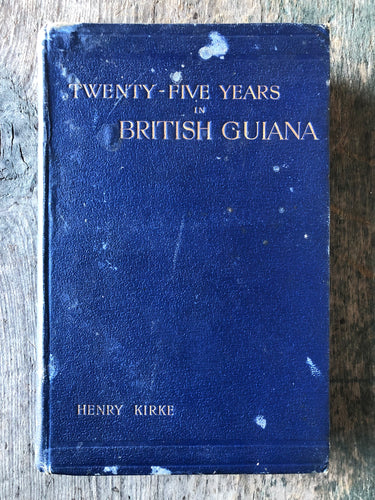 TWENTY-FIVE YEARS
IN
BRITISH GUIANA
HENRY KIRKE